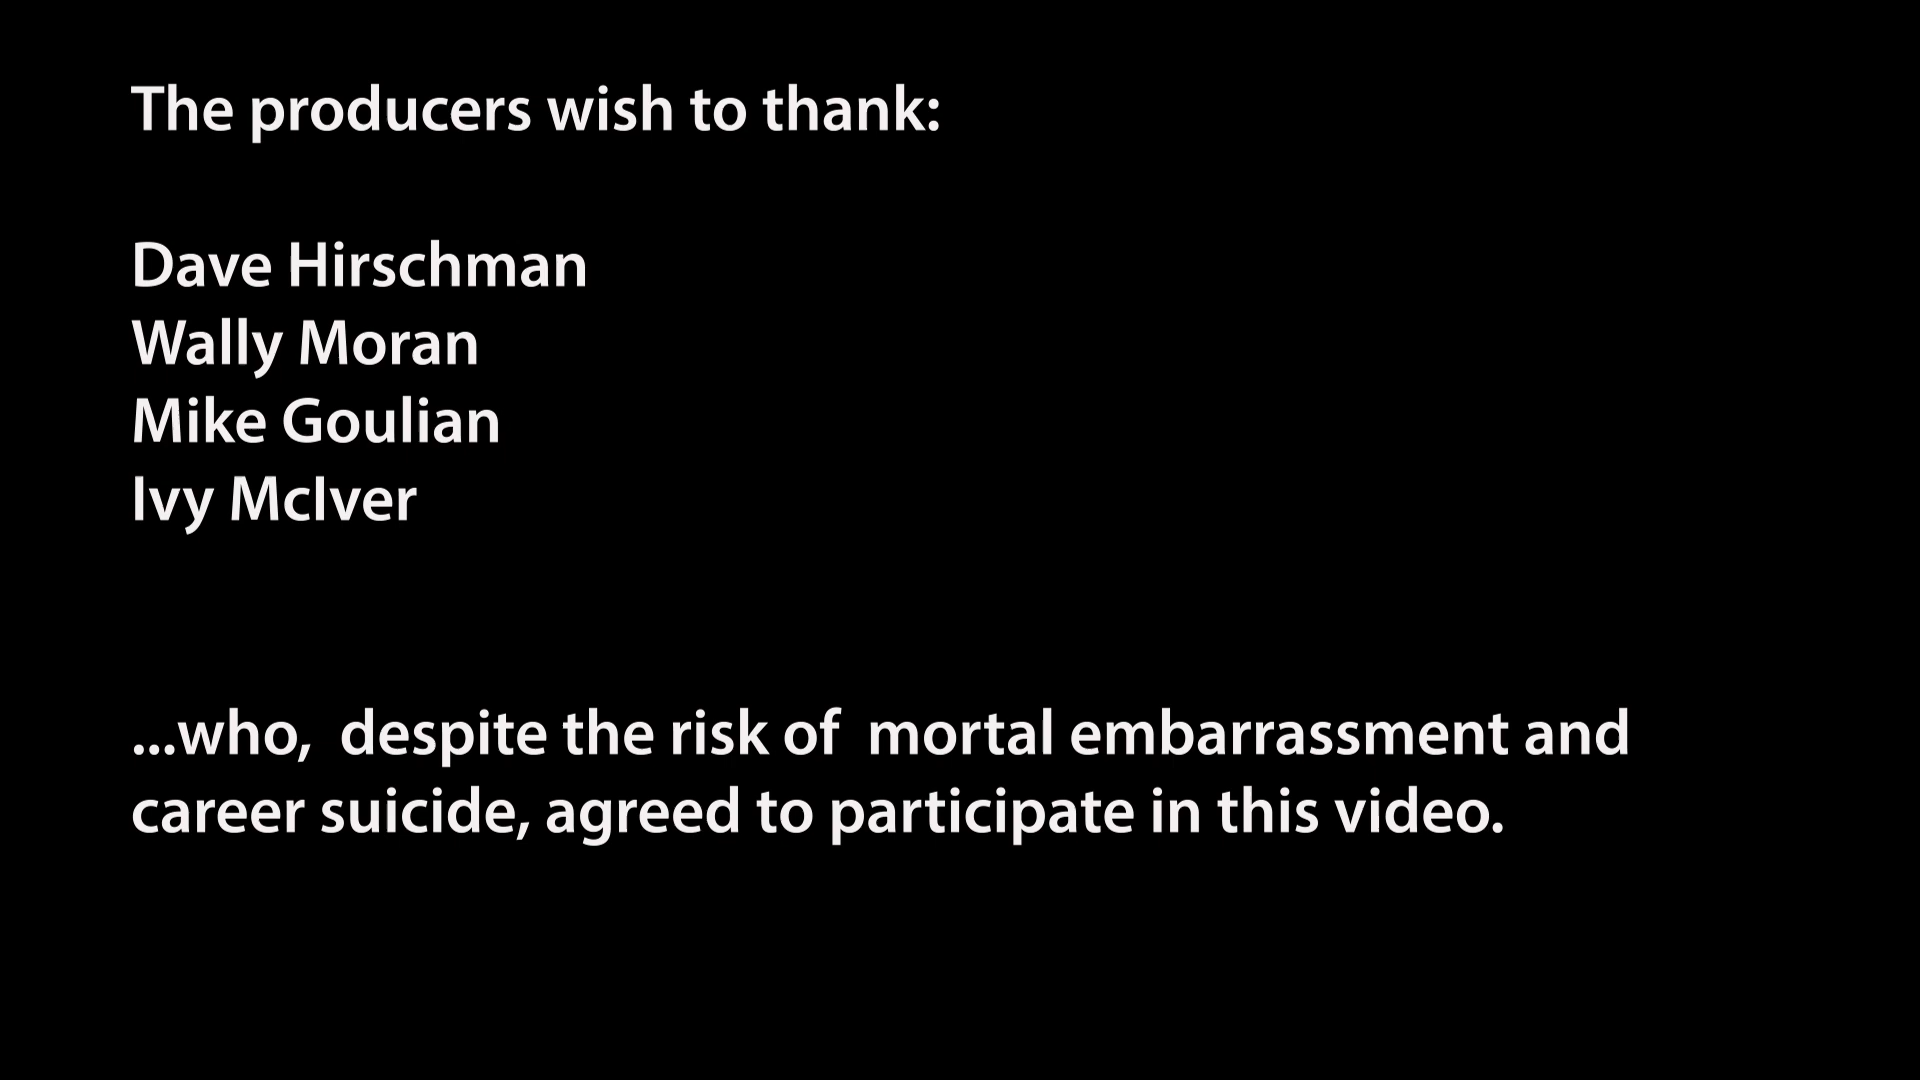 The producers wish to thank:
Dave Hirschman
Wally Moran
Mike Goulian
Ivy McIver
...who,  despite the risk of  mortal embarrassment and
career suicide, agreed to participate in this video.